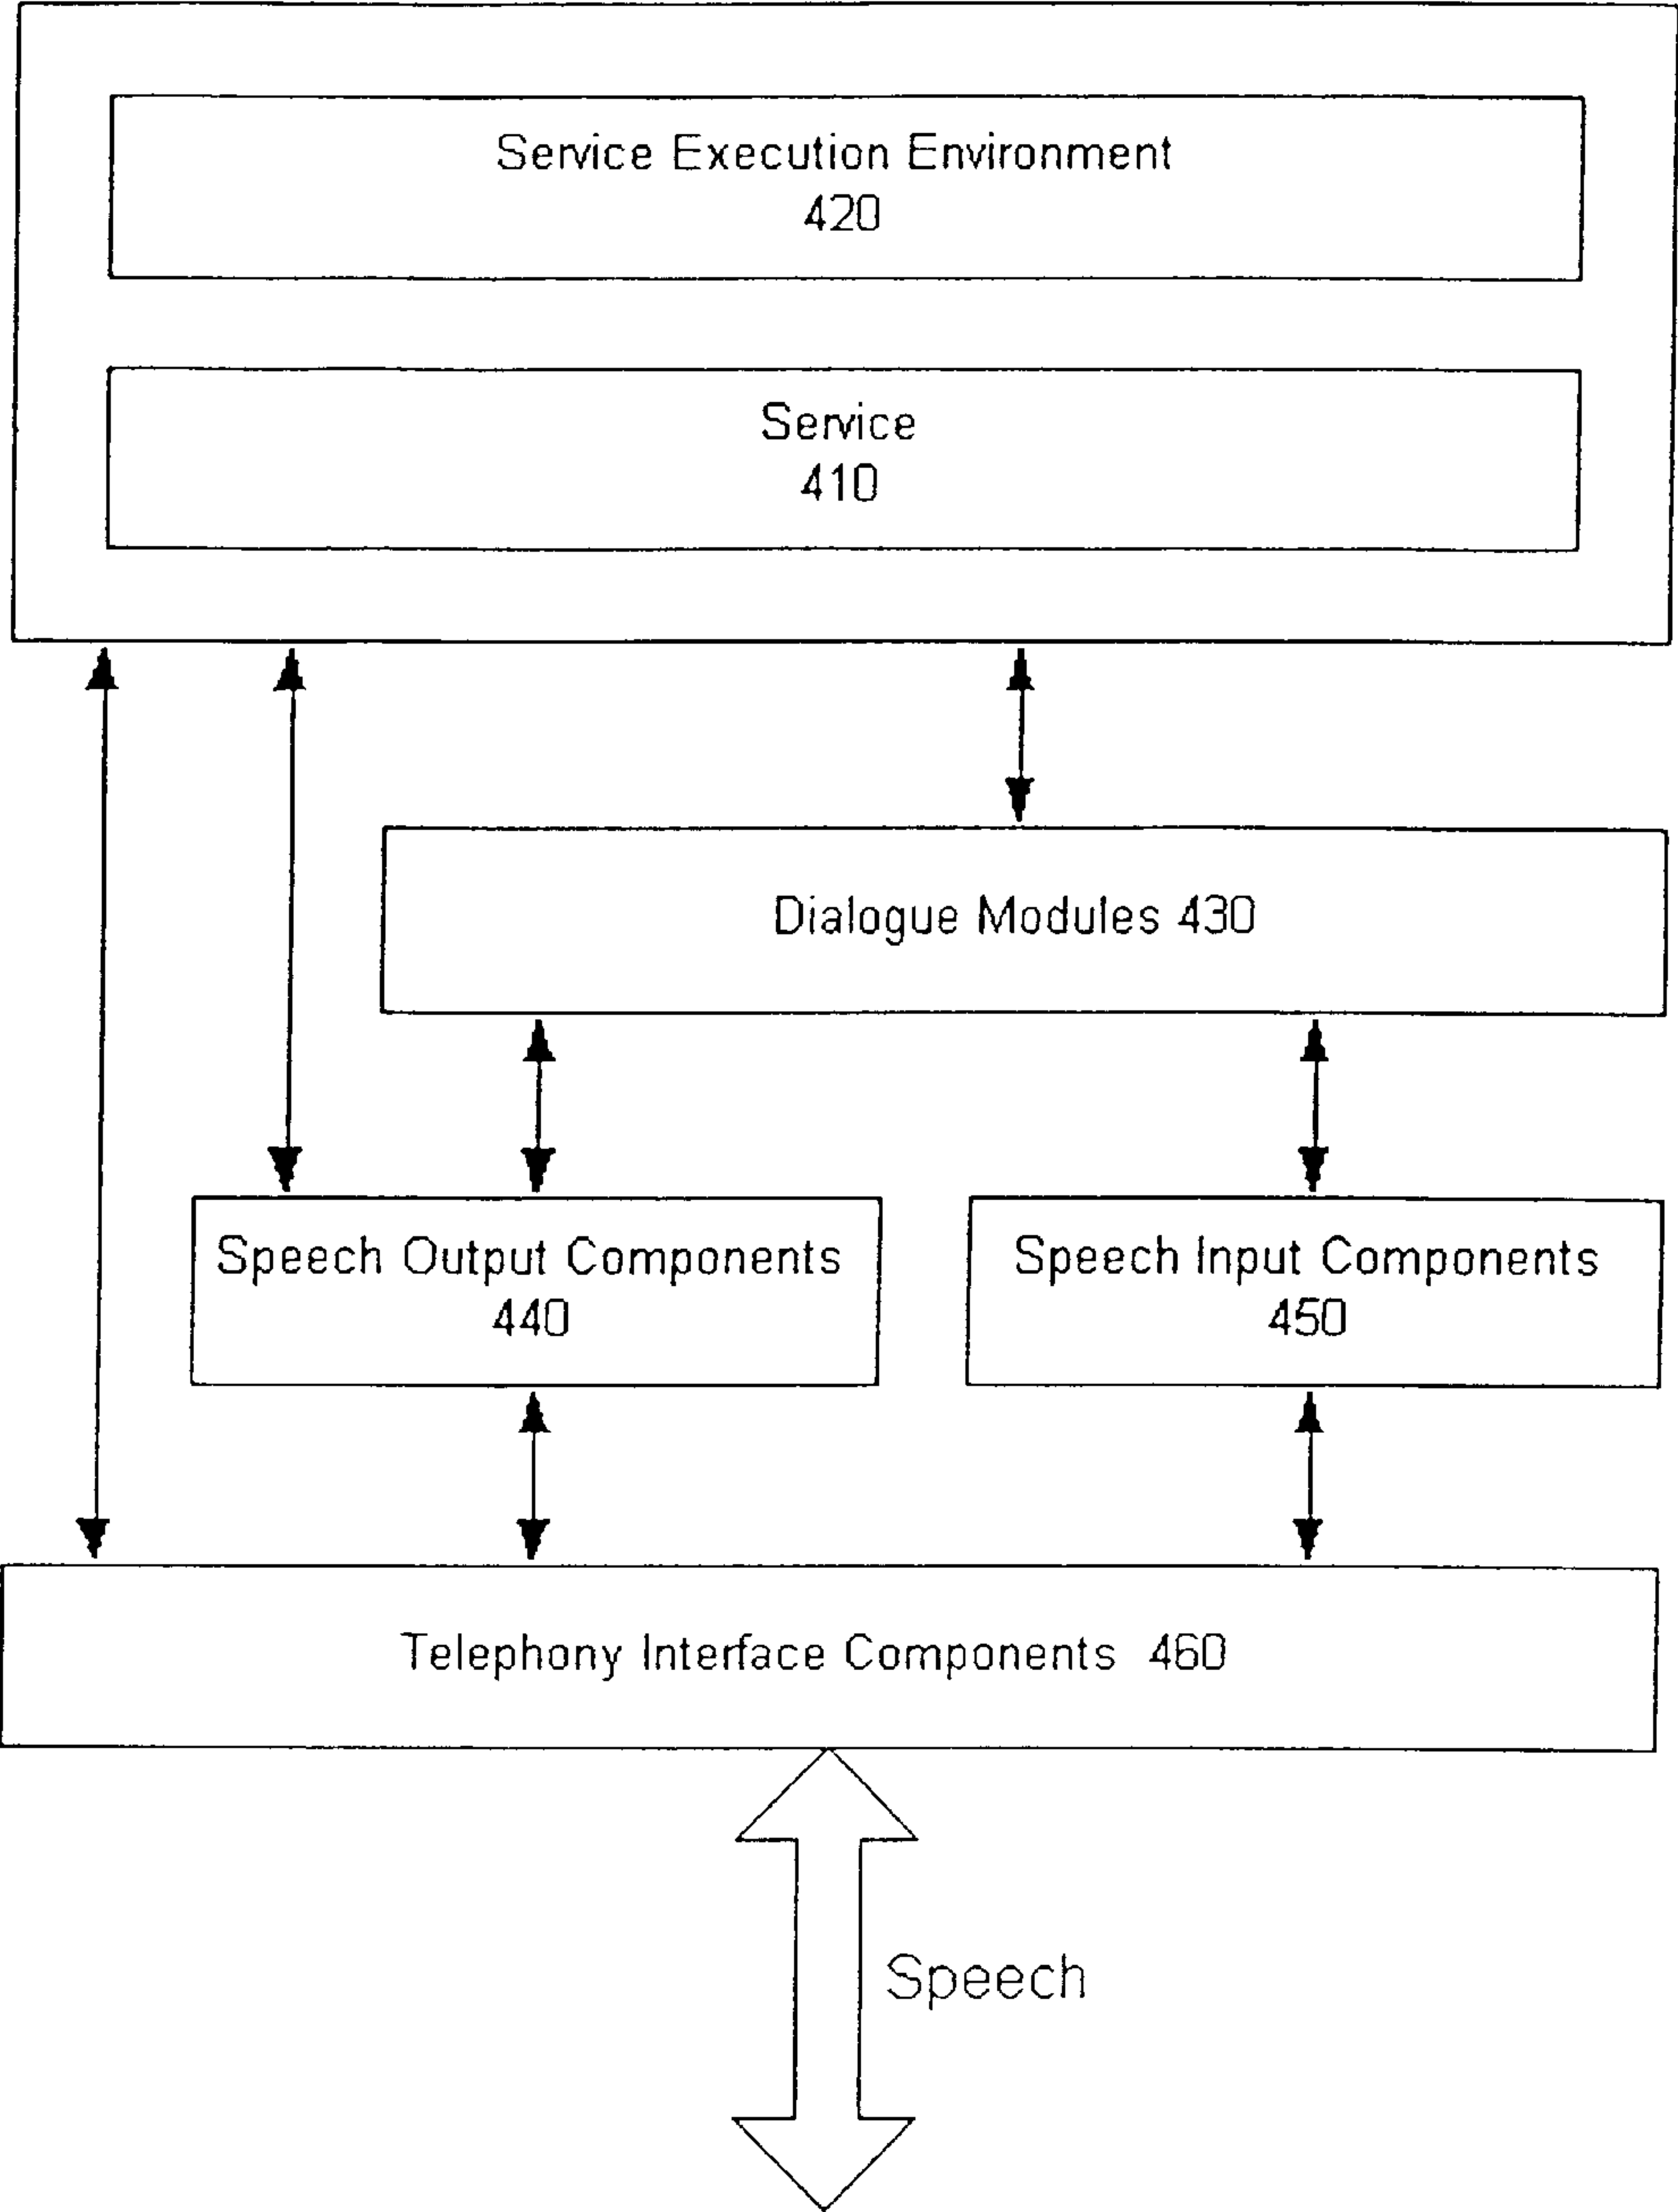 Service Execution Environment
420
Service
410
Dialogue Modules 430
Speech Output Components
440
Speech Input Components
450
Telephony Interface Components 460
Speech